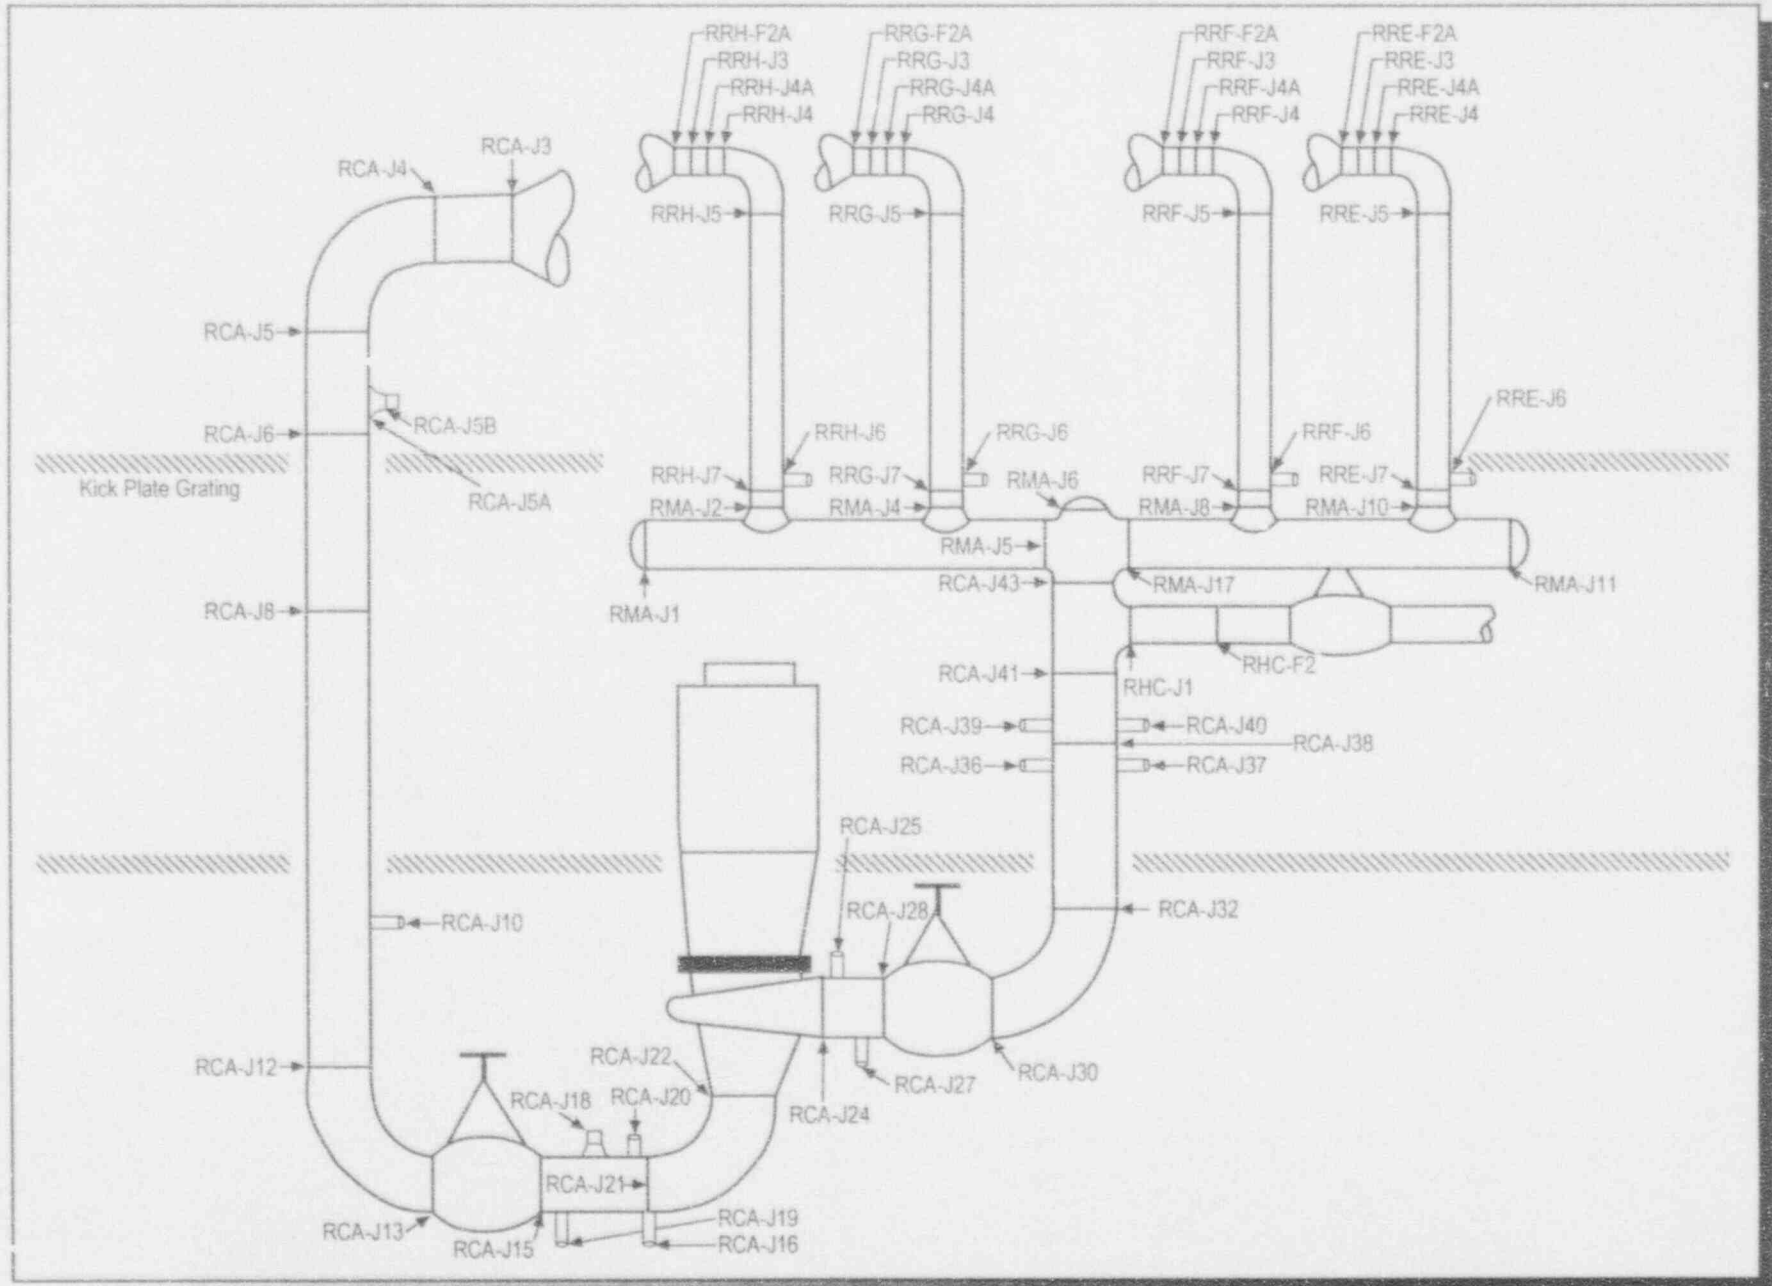 RRH-F2A
RRH-J3
RRH-J4A
RRH-J4
RRG-F2A
RRG-J3
RRG-J4A
RRG-J4
RRF-F2A
RRF-J3
RRF-J4A
RRF-J4
RRE-F2A
RRE-J3
RRE-J4A
RRE-J4
RCA-J3
RCA-J4
RRH-J5
RRG-J5
RRF-J5
RRE-J5
RCA-J5
RCA-J5B
RCA-J6
Kick Plate Grating
RCA-J5A
RRH-J6
RRG-J6
RRF-J6
RRE-J6
RRH-J7
RRG-J7
RMA-J6
RRF-J7
RRE-J7
RMA-J2
RMA-J4
RMA-J8
RMA-J10
RMA-J5
RCA-J43
RMA-J17
RMA-J11
RCA-J8
RMA-J1
RHC-F2
RCA-J41
RHC-J1
RCA-J39
RCA-J40
RCA-J38
RCA-J36
RCA-J37
RCA-J25
RCA-J28
RCA-J32
RCA-J10
RCA-J12
RCA-J22
RCA-J18
RCA-J20
RCA-J27
RCA-J30
RCA-J24
RCA-J21
RCA-J13
RCA-J15
RCA-J19
RCA-J16